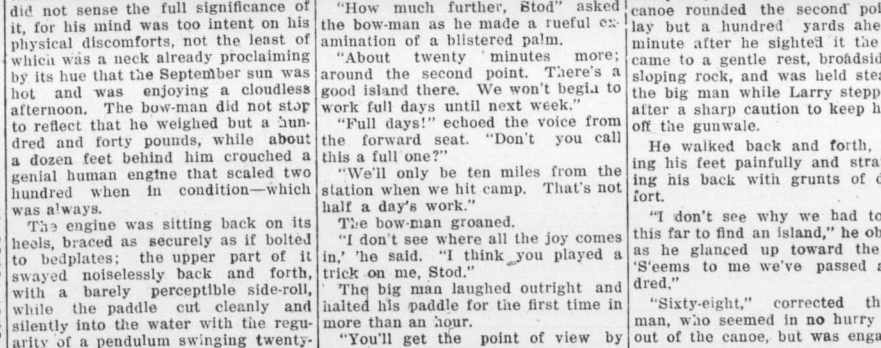 did not sense the full significance of
it, for his mind was too intent on his
physical discomforts, not the least of
which was a neck already proclaiming
by its hue that the September sun was
hot and was enjoying a cloudless
afternoon. The bow-man did not stop
to reflect that he weighed but a hun-
dred and forty pounds, while about
a dozen feet behind him crouched a
genial human engine that scaled two
hundred when in condition—which
was always.
The engine was sitting back on its
heels, braced as securely as if bolted
to bedplates; the upper part of it
swayed noiselessly back and forth,
with a barely perceptible side-roll,
while the paddle cut cleanly and
silently into the water with the regu-
arity of a pendulum swinging twenty-
"How much further, Stod" asked
the bow-man as he made a rueful ex-
amination of a blistered palm.
"About twenty minutes more;
around the second point. There's a
good island there. We won't begin to
work full days until next week."
"Full days!" echoed the voice from
the forward seat. "Don't you call
this a full one?"
"We'll only be ten miles from the
station when we hit camp. That's not
half a day's work."
The bow-man groaned.
"I don't see where all the joy comes
in,' 'he said. "I think you played a
trick on me, Stod."
The big man laughed outright and
halted his paddle for the first time in
more than an hour.
"You'll get the point of view by
canoe rounded the second poi
lay but a hundred yards ahe
minute after he sighted it the
came to a gentle rest, broadsid
sloping rock, and was held stea
the big man while Larry stepp
after a sharp caution to keep h
off the gunwale.
He walked back and forth,
ing his feet painfully and stra
ing his back with grunts of d
fort.
"I don't see why we had to
this far to find an island," he ob
as he glanced up toward the
'S'eems to me we've passed a
dred."
"Sixty-eight," corrected th
man, who seemed in no hurry
out of the canoe, but was enga